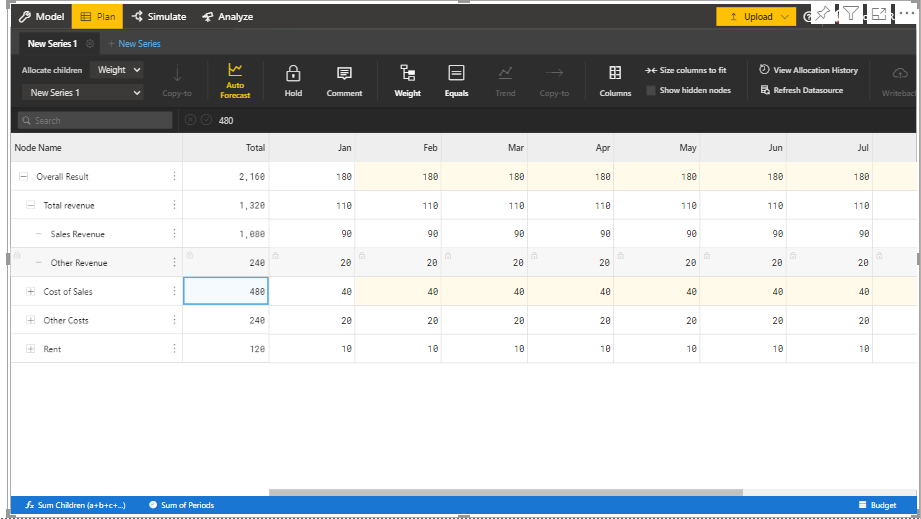 Model Plan Simulate Analyze Upload
New Series 1 + New Series
Allocate children Weight
New Series 1
Copy-to
Auto Forecast
Hold
Comment
Weight
Equals
Trend
Copy-to
Columns
Size columns to fit
Show hidden nodes
View Allocation History
Refresh Datasource
Writeback
Search 480
Node Name Total Jan Feb Mar Apr May Jun Jul
Overall Result 2,160 180 180 180 180 180 180 180
Total revenue 1,320 110 110 110 110 110 110 110
Sales Revenue 1,080 90 90 90 90 90 90 90
Other Revenue 240 20 20 20 20 20 20 20
Cost of Sales 480 40 40 40 40 40 40 40
Other Costs 240 20 20 20 20 20 20 20
Rent 120 10 10 10 10 10 10 10
fx Sum Children (a+b+c+...) Sum of Periods Budget